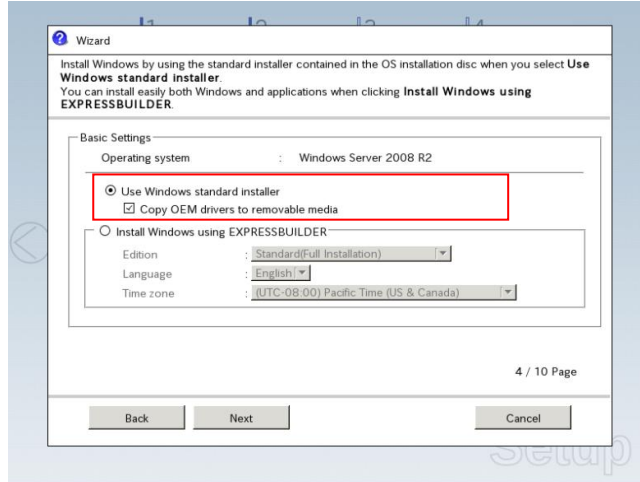 1 2 3 4
Wizard
Install Windows by using the standard installer contained in the OS installation disc when you select Use
Windows standard installer.
You can install easily both Windows and applications when clicking Install Windows using
EXPRESSBUILDER.
Basic Settings
Operating system : Windows Server 2008 R2
Use Windows standard installer
Copy OEM drivers to removable media
Install Windows using EXPRESSBUILDER
Edition : Standard(Full Installation)
Language : English
Time zone : (UTC-08:00) Pacific Time (US & Canada)
4 / 10 Page
Back Next Cancel
Setup